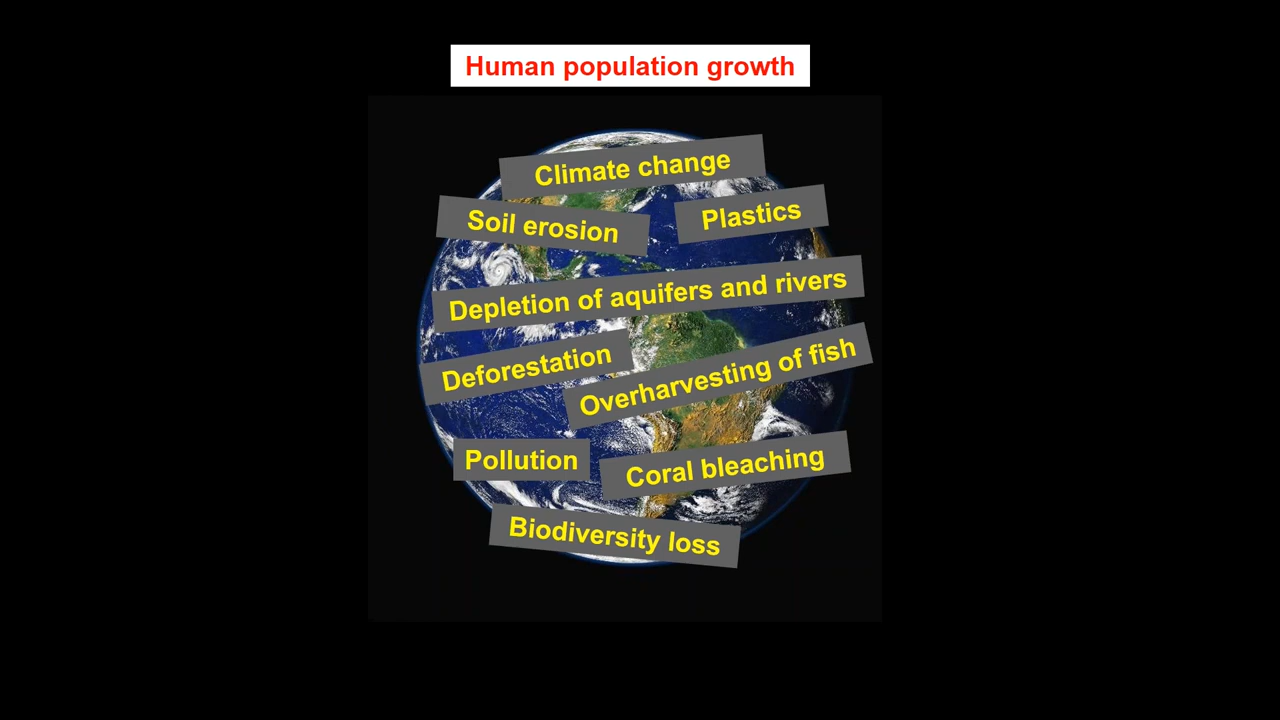 Human population growth
Climate change
Soil erosion
Plastics
Depletion of aquifers and rivers
Deforestation
Overharvesting of fish
Pollution
Coral bleaching
Biodiversity loss